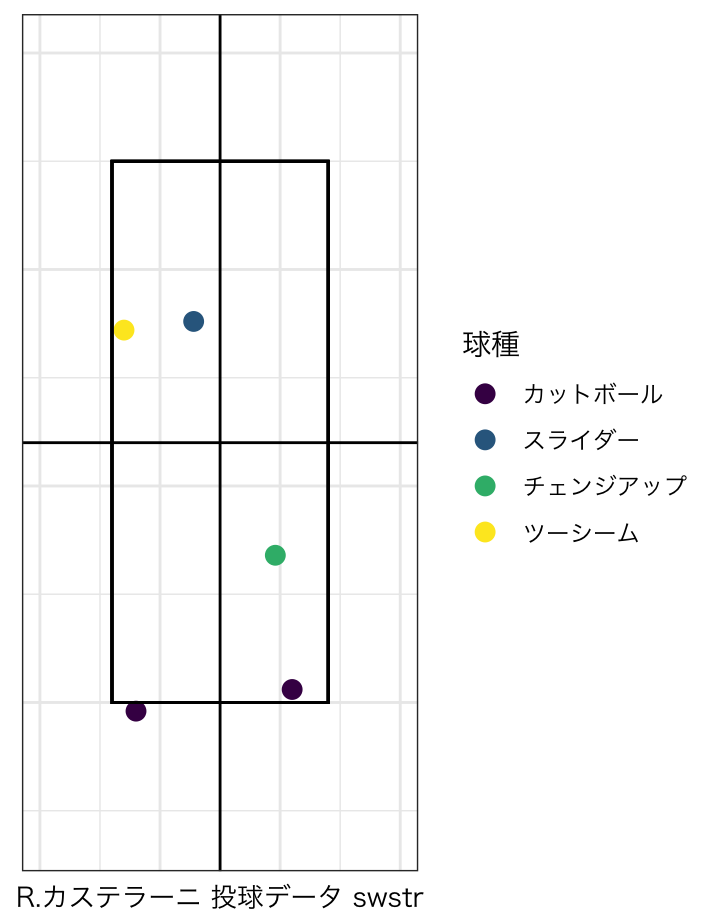 球種
カットボール
スライダー
チェンジアップ
ツーシーム
R.カステラーニ 投球データ swstr